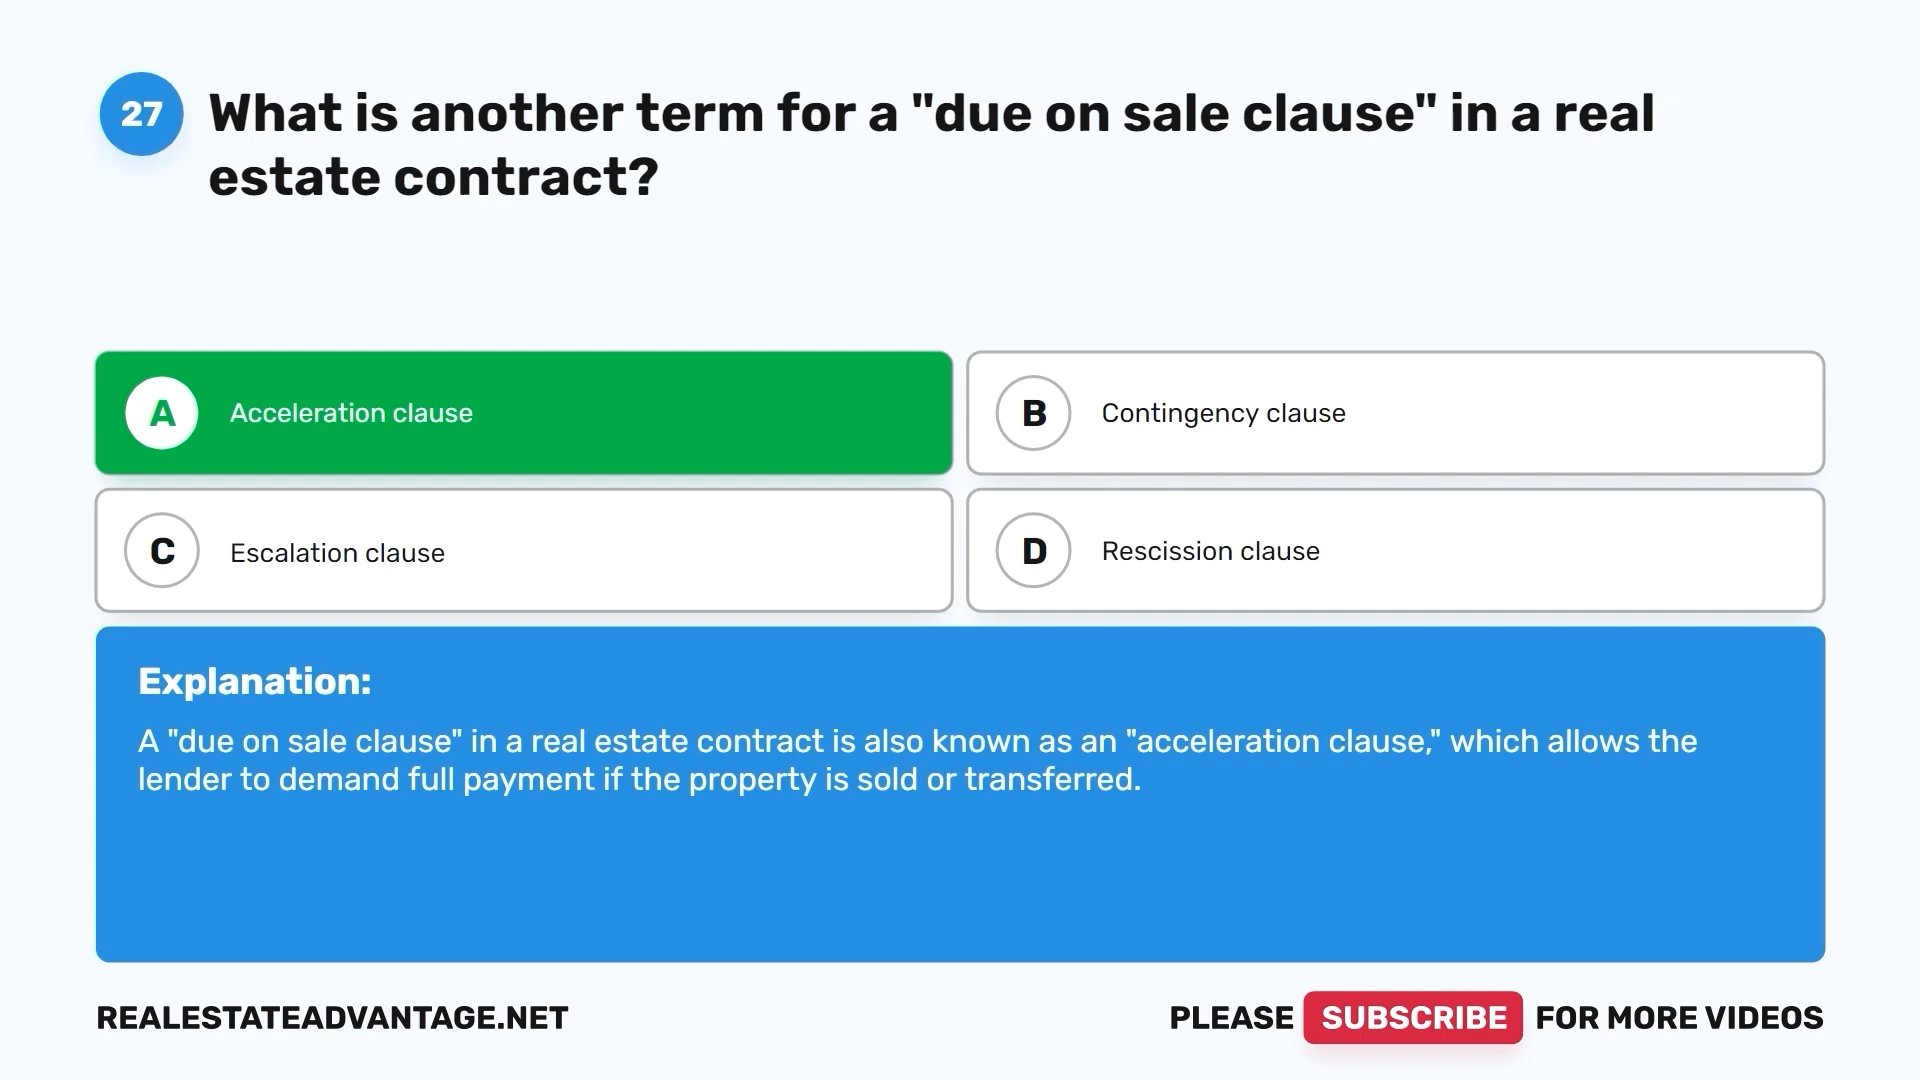 27
What is another term for a "due on sale clause" in a real
estate contract?
A Acceleration clause
B Contingency clause
C Escalation clause
D Rescission clause
Explanation:
A "due on sale clause" in a real estate contract is also known as an "acceleration clause," which allows the
lender to demand full payment if the property is sold or transferred.
REALESTATEADVANTAGE.NET
PLEASE SUBSCRIBE FOR MORE VIDEOS